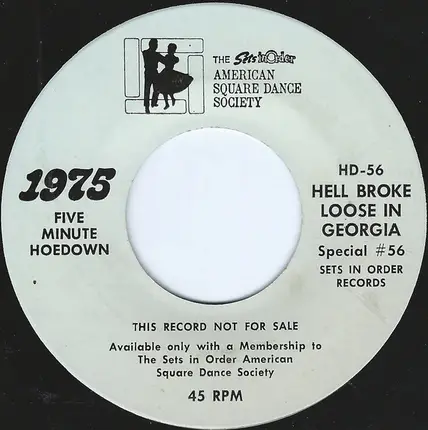 THE Sets in Order
AMERICAN
SQUARE DANCE
SOCIETY
1975
FIVE
MINUTE
HOEDOWN
HD-56
HELL BROKE
LOOSE IN
GEORGIA
Special #56
SETS IN ORDER
RECORDS
THIS RECORD NOT FOR SALE
Available only with a Membership to
The Sets in Order American
Square Dance Society
45 RPM